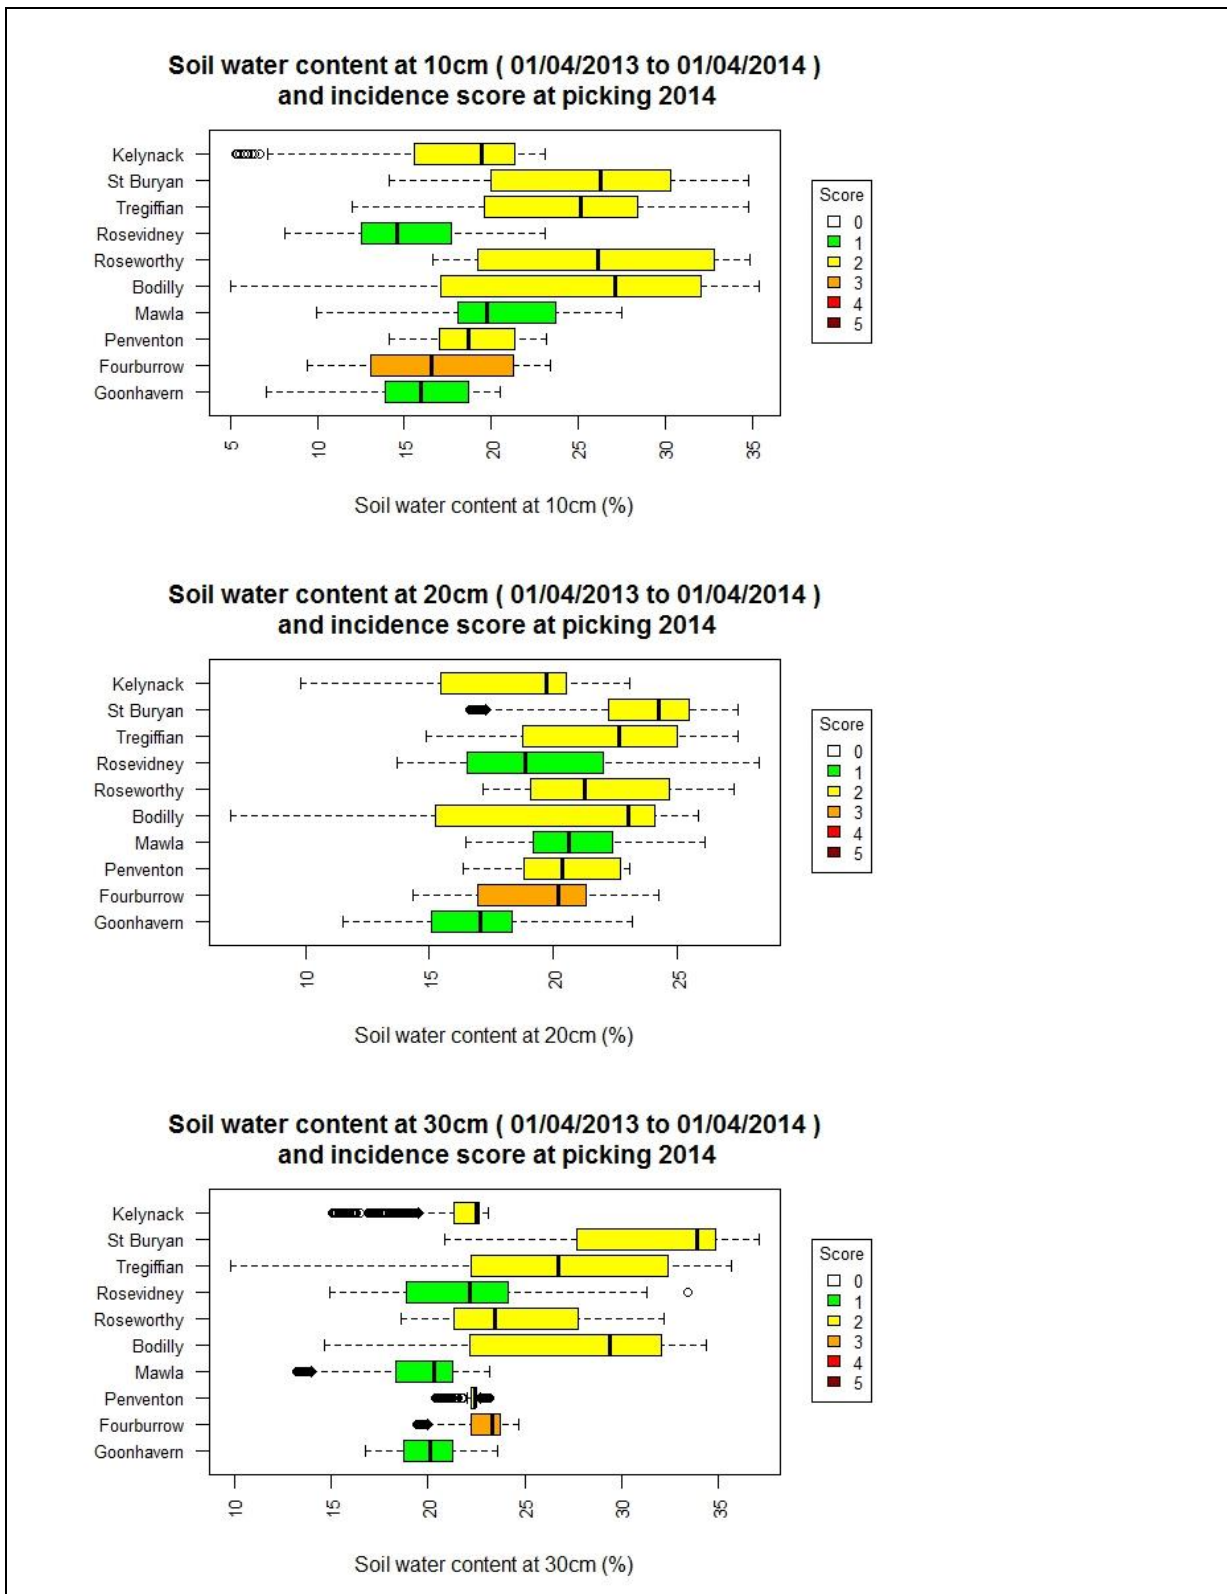 Soil water content at 10cm ( 01/04/2013 to 01/04/2014 )
and incidence score at picking 2014
Kelynack
St Buryan
Tregiffian
Rosevidney
Roseworthy
Bodilly
Mawla
Penventon
Fourburrow
Goonhavern
5 10 15 20 25 30 35
Soil water content at 10cm (%)
Score
0
1
2
3
4
5
Soil water content at 20cm ( 01/04/2013 to 01/04/2014 )
and incidence score at picking 2014
Kelynack
St Buryan
Tregiffian
Rosevidney
Roseworthy
Bodilly
Mawla
Penventon
Fourburrow
Goonhavern
10 15 20 25
Soil water content at 20cm (%)
Score
0
1
2
3
4
5
Soil water content at 30cm ( 01/04/2013 to 01/04/2014 )
and incidence score at picking 2014
Kelynack
St Buryan
Tregiffian
Rosevidney
Roseworthy
Bodilly
Mawla
Penventon
Fourburrow
Goonhavern
10 15 20 25 30 35
Soil water content at 30cm (%)
Score
0
1
2
3
4
5